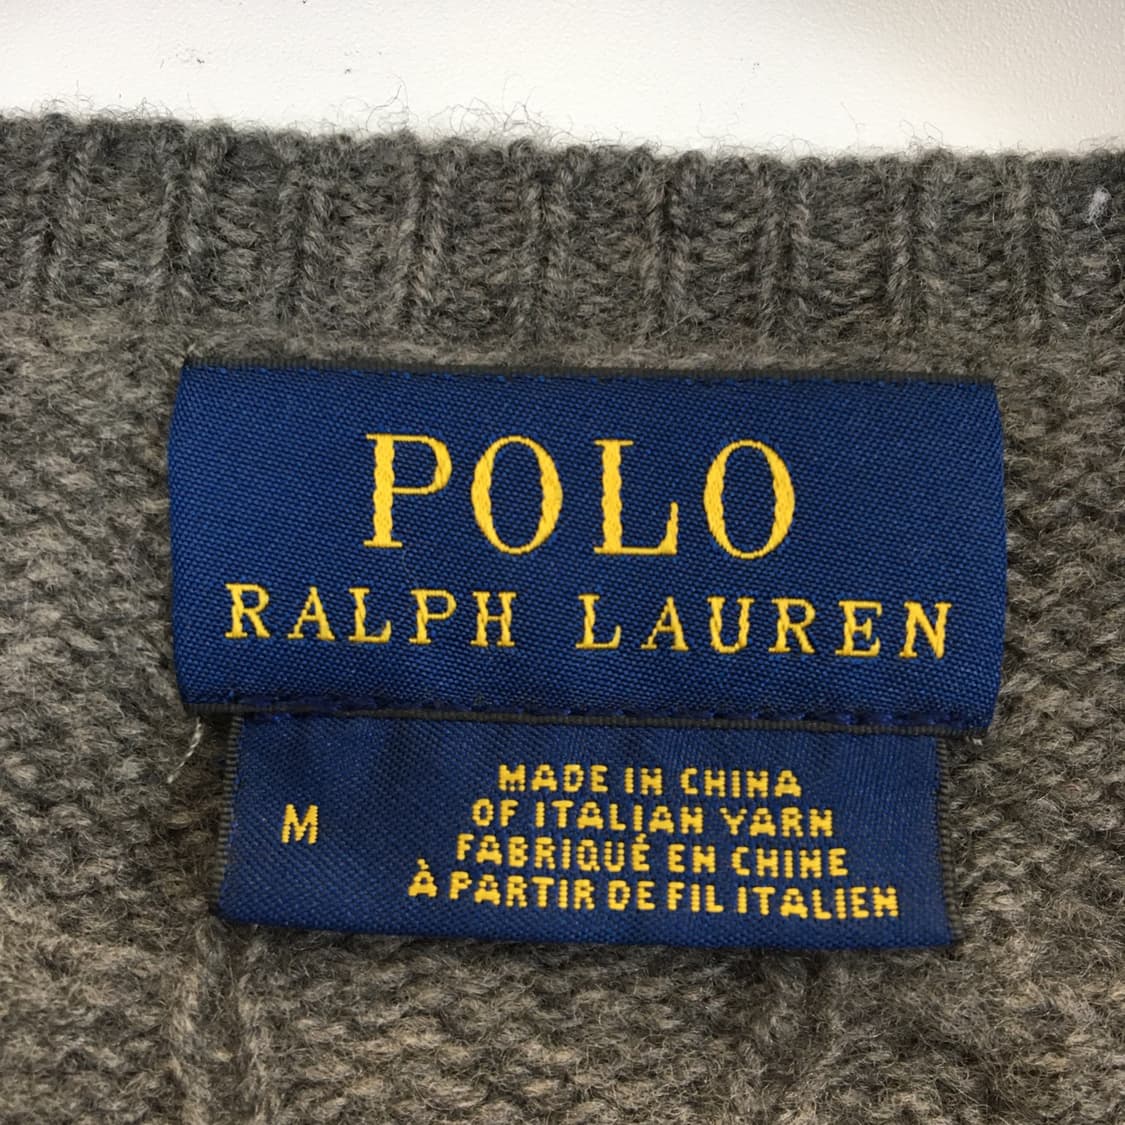 POLO
RALPH LAUREN
M
MADE IN CHINA
OF ITALIAN YARN
FABRIQUÉ EN CHINE
À PARTIR DE FIL ITALIEN